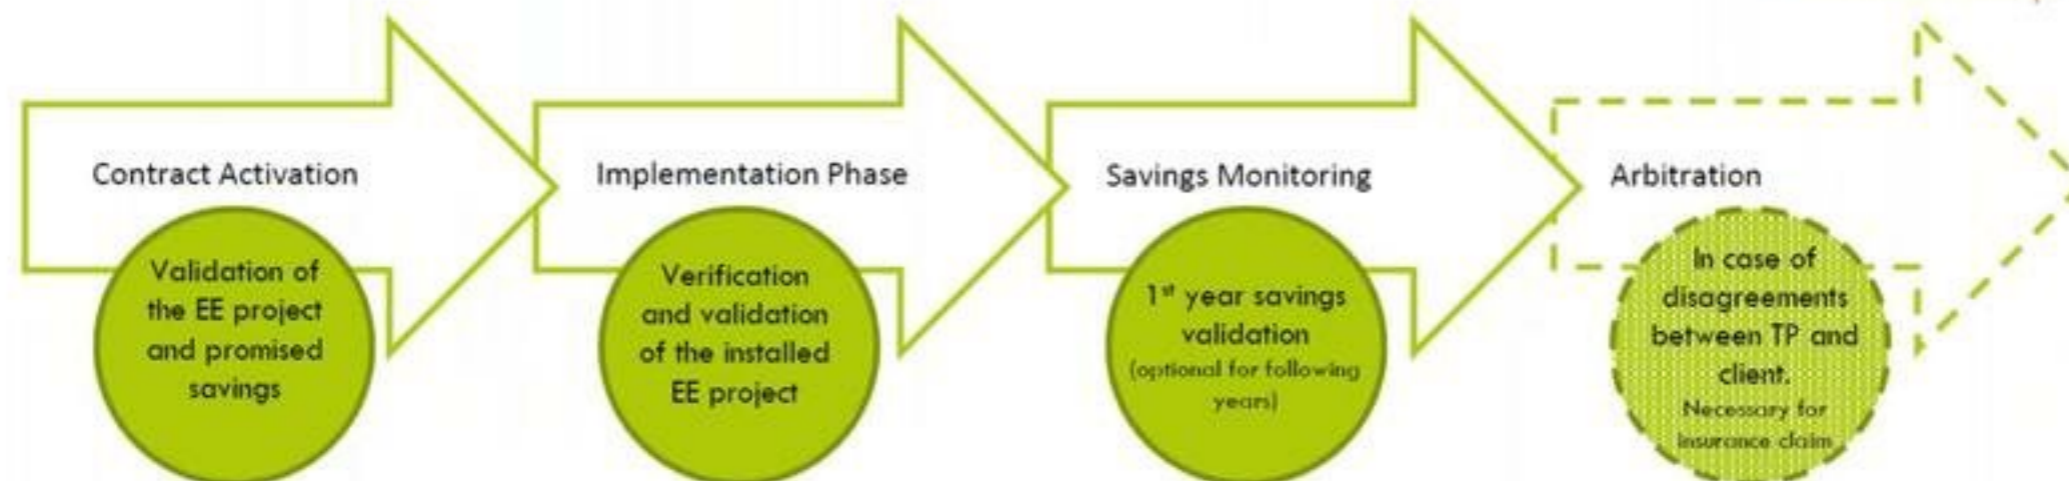 Contract Activation
Validation of
the EE project
and promised
savings
Implementation Phase
Verification
and validation
of the installed
EE project
Savings Monitoring
1st year savings
validation
(optional for following
years)
Arbitration
In case of
disagreements
between TP and
client.
Necessary for
insurance claim